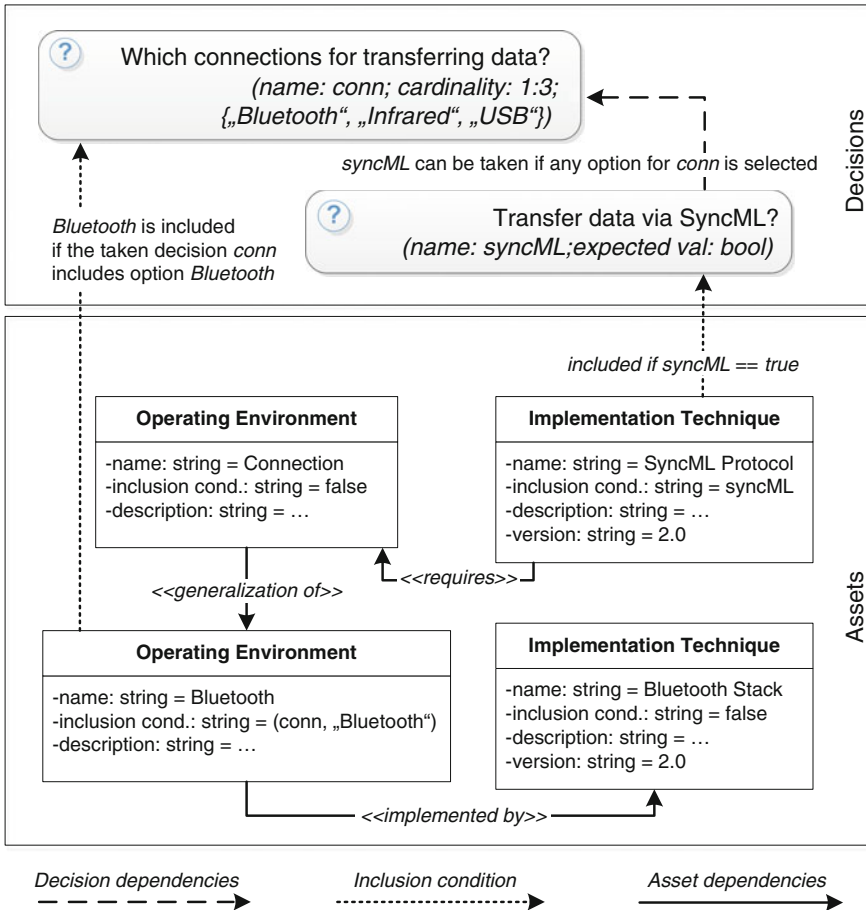 ?
Which connections for transferring data?
(name: conn; cardinality: 1:3;
{„Bluetooth“, „Infrared“, „USB“})
syncML can be taken if any option for conn is selected
?
Transfer data via SyncML?
(name: syncML;expected val: bool)
Bluetooth is included
if the taken decision conn
includes option Bluetooth
Decisions
included if syncML == true
Operating Environment
-name: string = Connection
-inclusion cond.: string = false
-description: string = …
Implementation Technique
-name: string = SyncML Protocol
-inclusion cond.: string = syncML
-description: string = …
-version: string = 2.0
<<requires>>
<<generalization of>>
Operating Environment
-name: string = Bluetooth
-inclusion cond.: string = (conn, „Bluetooth“)
-description: string = …
Implementation Technique
-name: string = Bluetooth Stack
-inclusion cond.: string = false
-description: string = …
-version: string = 2.0
<<implemented by>>
Assets
Decision dependencies
Inclusion condition
Asset dependencies